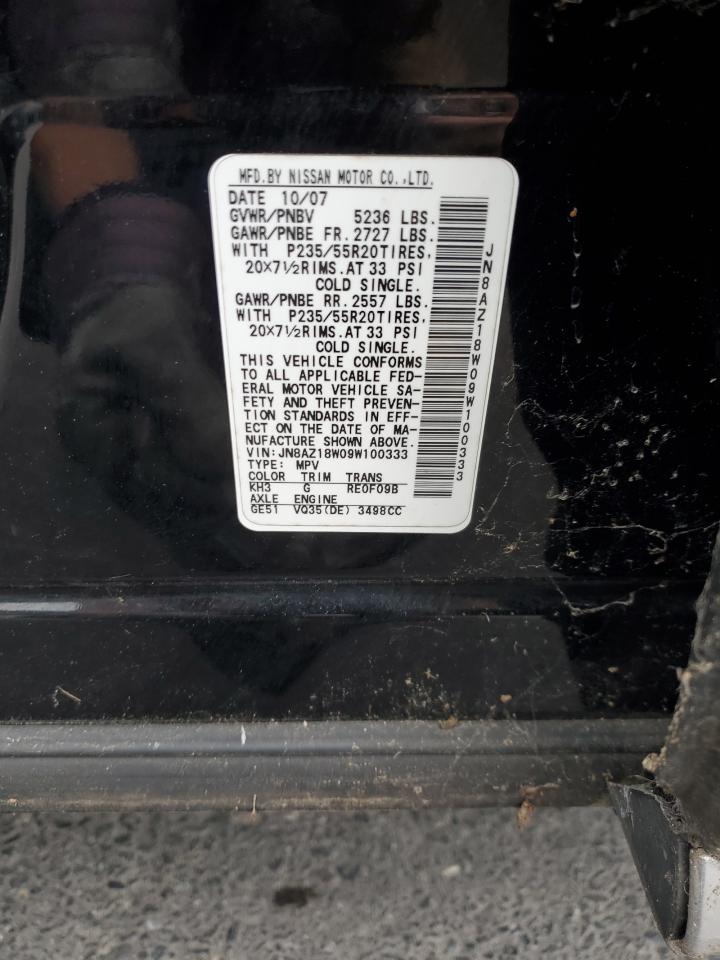 MFD.BY NISSAN MOTOR CO.,LTD.
DATE 10/07
GVWR/PNBV 5236 LBS.
GAWR/PNBE FR.2727 LBS.
WITH P235/55R20TIRES,
20×7½RIMS.AT 33 PSI
COLD SINGLE.
GAWR/PNBE RR.2557 LBS.
WITH P235/55R20TIRES,
20×7½RIMS.AT 33 PSI
COLD SINGLE.
THIS VEHICLE CONFORMS
TO ALL APPLICABLE FED-
ERAL MOTOR VEHICLE SA-
FETY AND THEFT PREVEN-
TION STANDARDS IN EFF-
ECT ON THE DATE OF MA-
NUFACTURE SHOWN ABOVE.
VIN:JN8AZ18W09W100333
TYPE: MPV
COLOR TRIM TRANS
KH3 G RE0F09B
AXLE ENGINE
GE51 VQ35(DE) 3498CC
JN8AZ18W09W100333